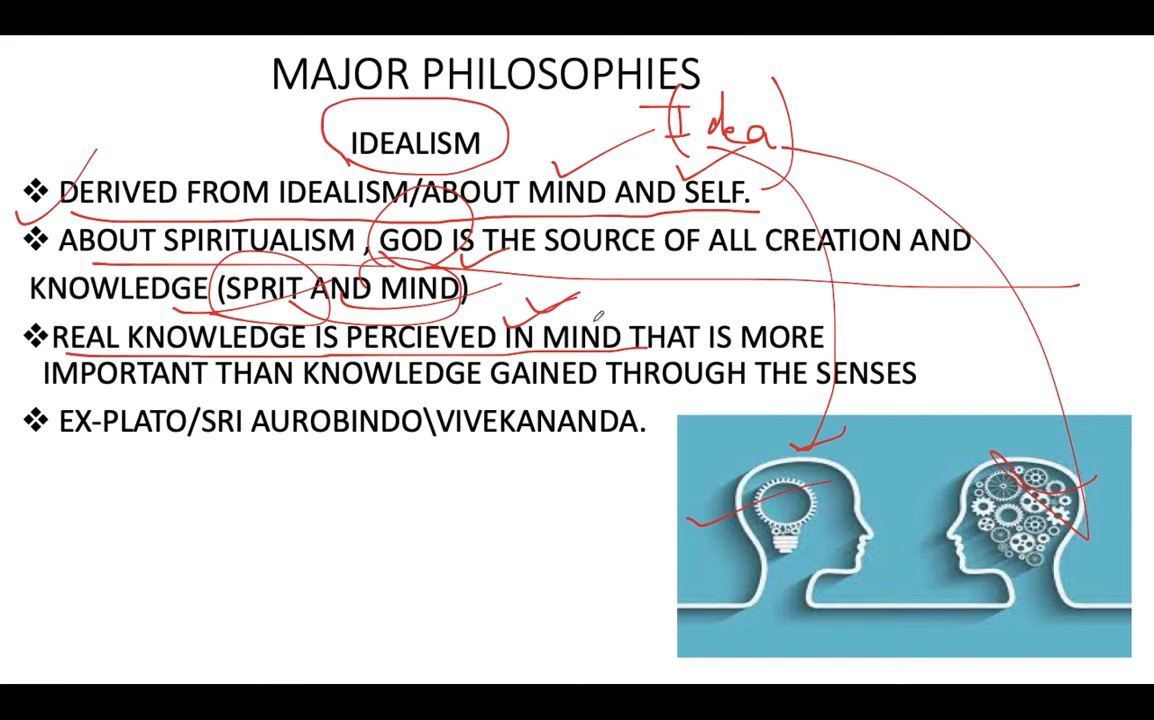 MAJOR PHILOSOPHIES
IDEALISM
Idea
❖ DERIVED FROM IDEALISM/ABOUT MIND AND SELF.
❖ ABOUT SPIRITUALISM , GOD IS THE SOURCE OF ALL CREATION AND
KNOWLEDGE (SPRIT AND MIND)
❖REAL KNOWLEDGE IS PERCIEVED IN MIND THAT IS MORE
IMPORTANT THAN KNOWLEDGE GAINED THROUGH THE SENSES
❖ EX-PLATO/SRI AUROBINDO\VIVEKANANDA.